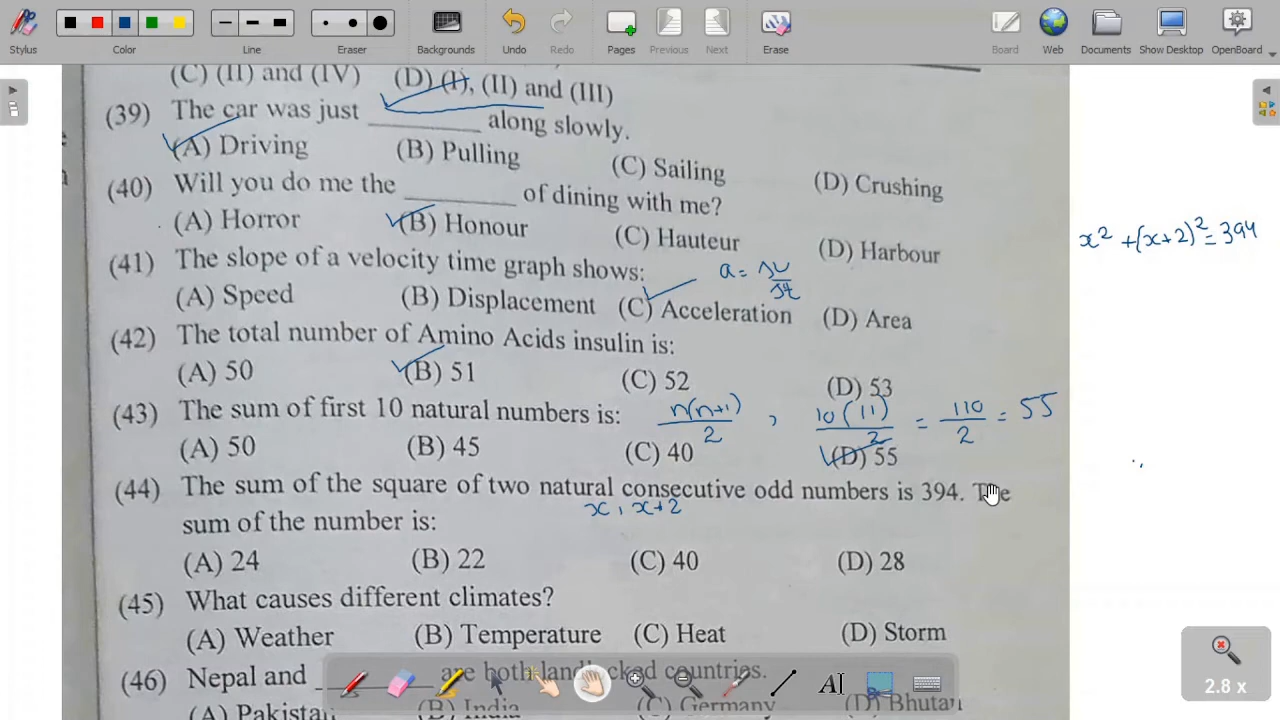 Stylus Color Line Eraser Backgrounds Undo Redo Pages Previous Next Erase Board Web Documents Show Desktop OpenBoard
(C) (II) and (IV) (D) (I), (II) and (III)
(39) The car was just ________ along slowly.
(A) Driving (B) Pulling (C) Sailing (D) Crushing
(40) Will you do me the ________ of dining with me?
(A) Horror (B) Honour (C) Hauteur (D) Harbour
x² + (x+2)² = 394
(41) The slope of a velocity time graph shows:
(A) Speed (B) Displacement (C) Acceleration (D) Area
(42) The total number of Amino Acids insulin is:
(A) 50 (B) 51 (C) 52 (D) 53
(43) The sum of first 10 natural numbers is: n(n+1)/2 , 10(11)/2 = 110/2 = 55
(A) 50 (B) 45 (C) 40 (D) 55
(44) The sum of the square of two natural consecutive odd numbers is 394. The
x, x+2
sum of the number is:
(A) 24 (B) 22 (C) 40 (D) 28
(45) What causes different climates?
(A) Weather (B) Temperature (C) Heat (D) Storm
(46) Nepal and ________ are both landlocked countries.
(A) Pakistan (B) India (C) Germany (D) Bhutan
2.8 x